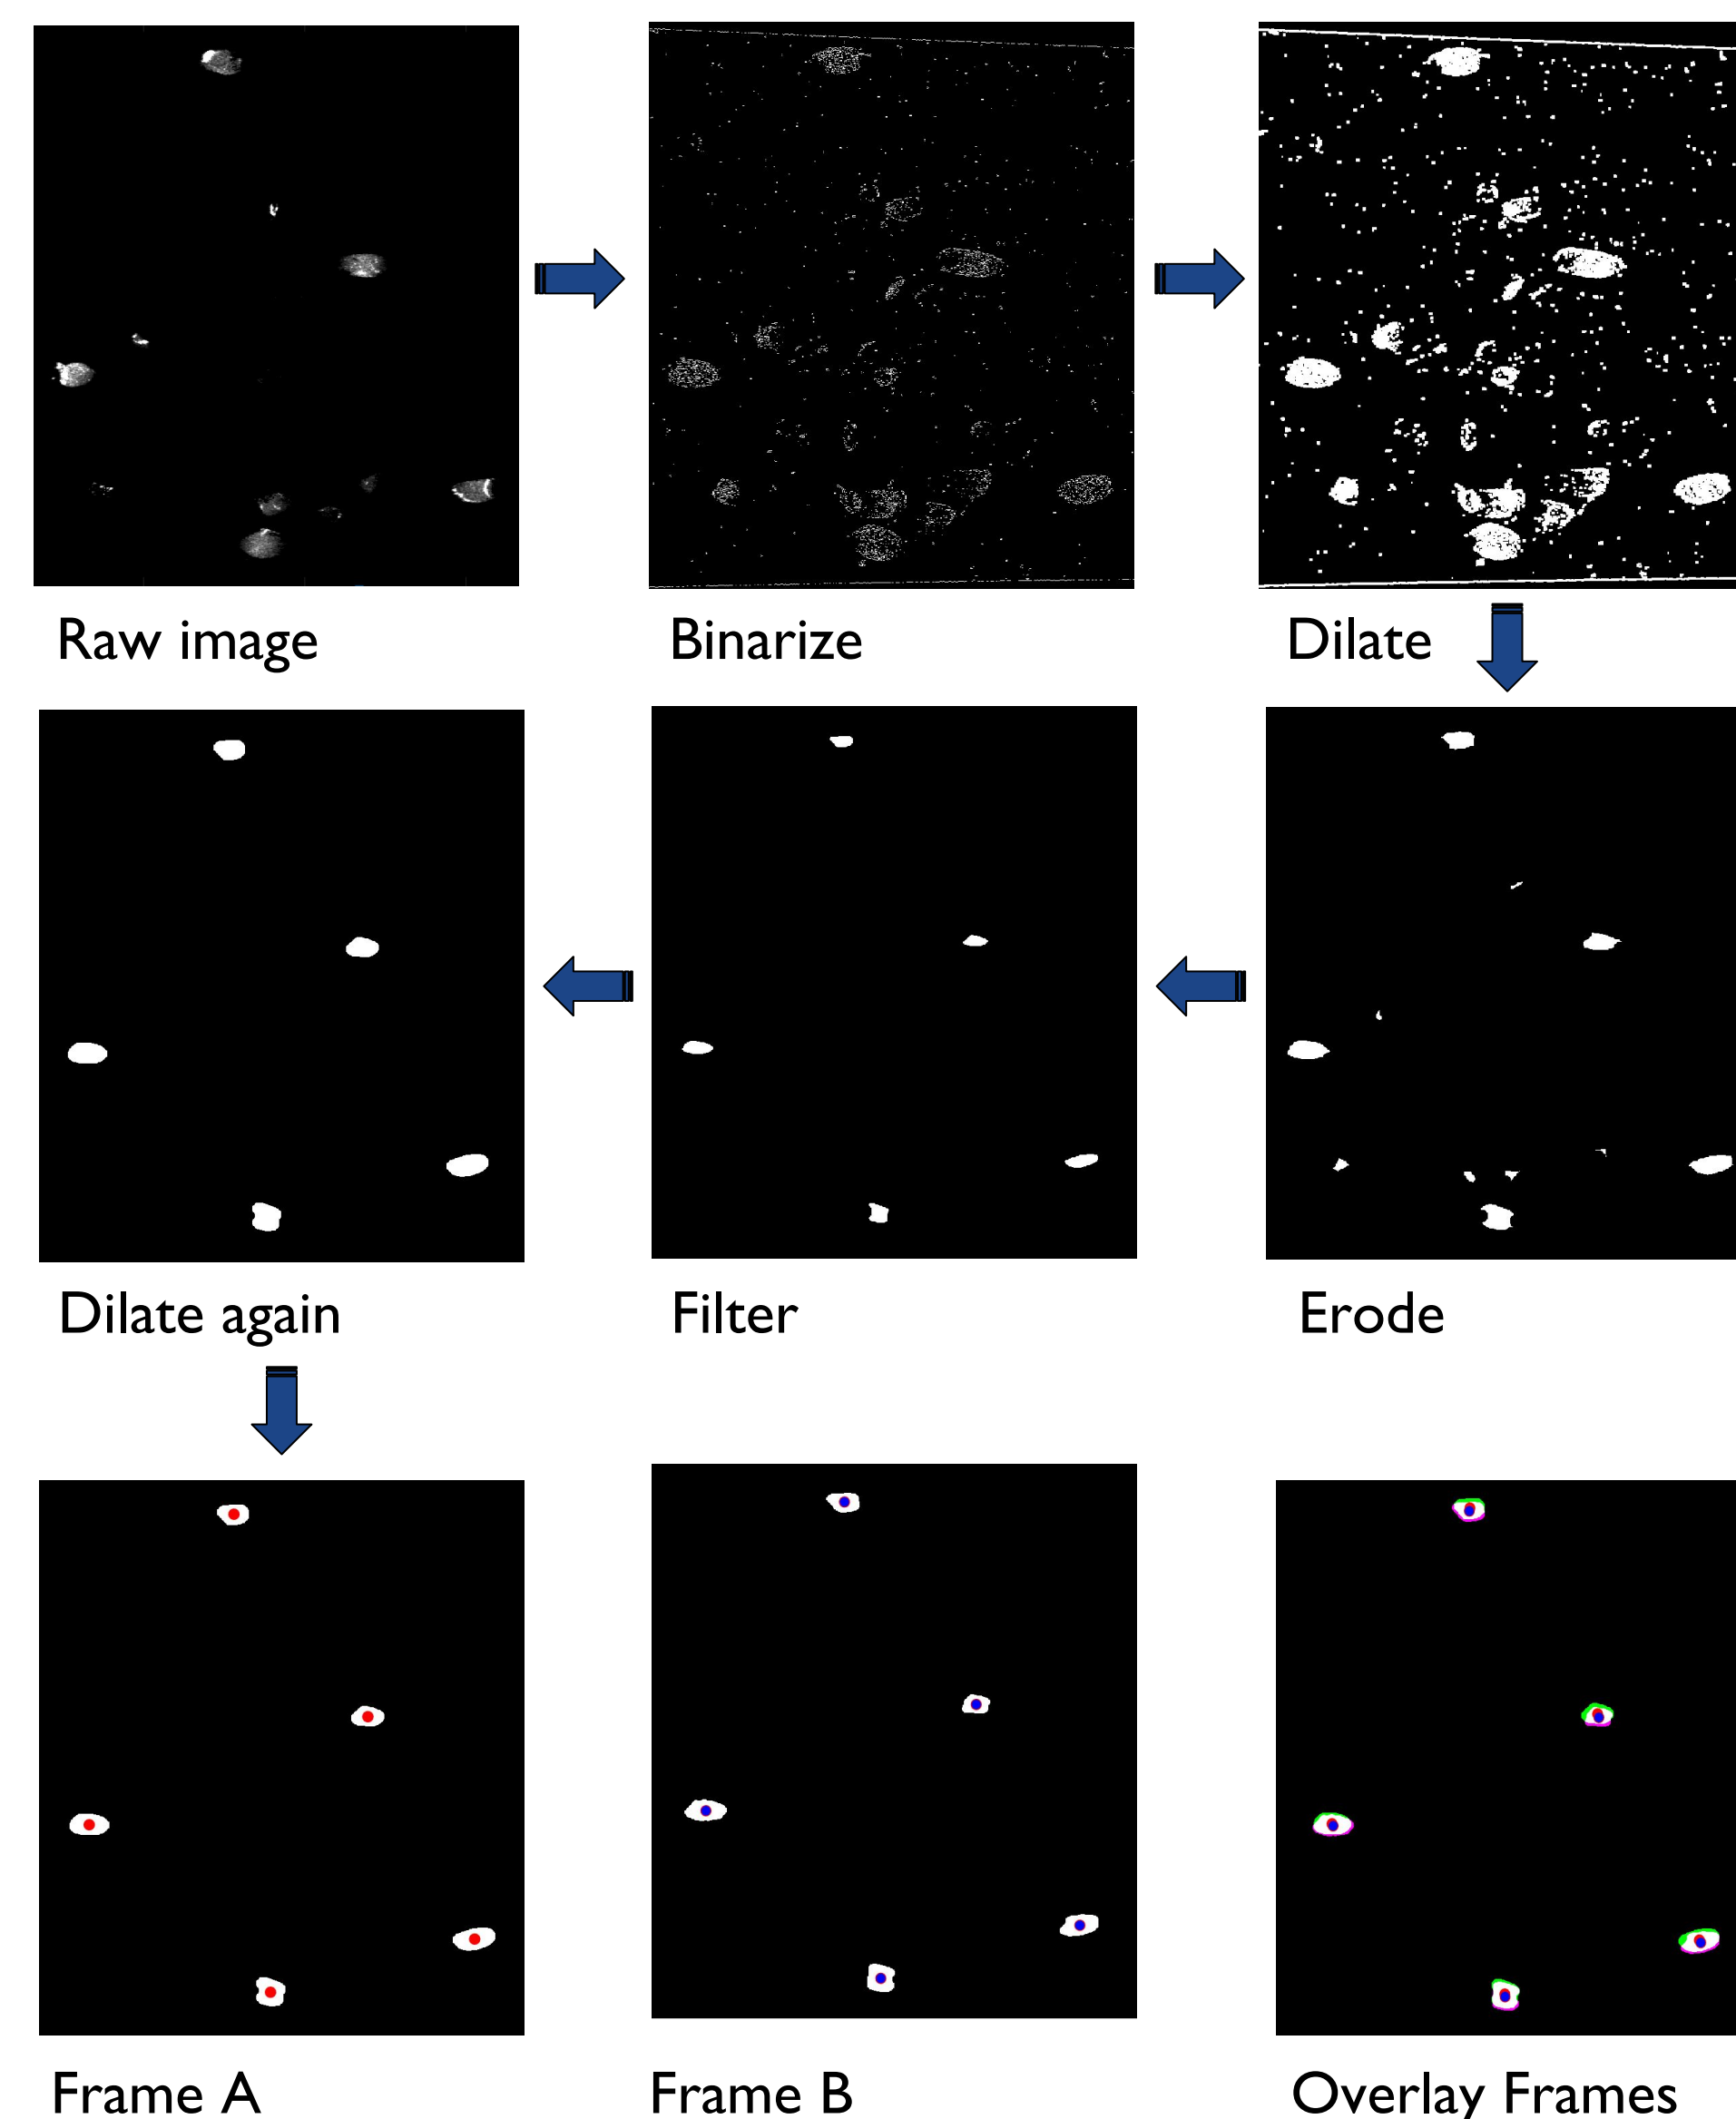 Raw image
Binarize
Dilate
Dilate again
Filter
Erode
Frame A
Frame B
Overlay Frames